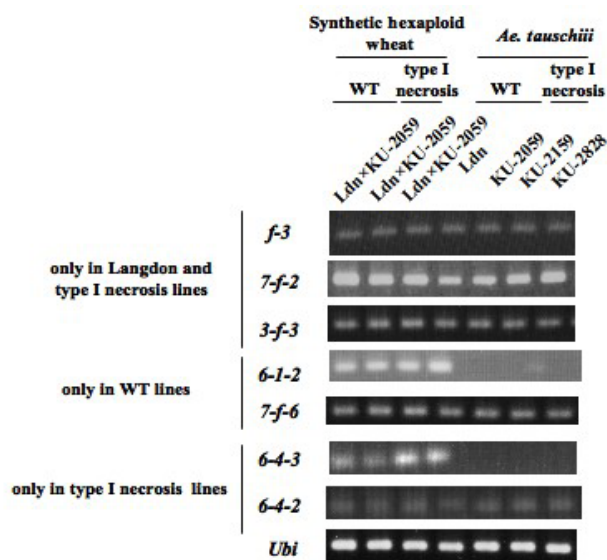 Synthetic hexaploid
wheat
Ae. tauschiii
WT
type I
necrosis
WT
type I
necrosis
Ldn×KU-2059
Ldn×KU-2059
Ldn×KU-2059
Ldn
KU-2059
KU-2159
KU-2828
only in Langdon and
type I necrosis lines
f-3
7-f-2
3-f-3
only in WT lines
6-1-2
7-f-6
only in type I necrosis lines
6-4-3
6-4-2
Ubi